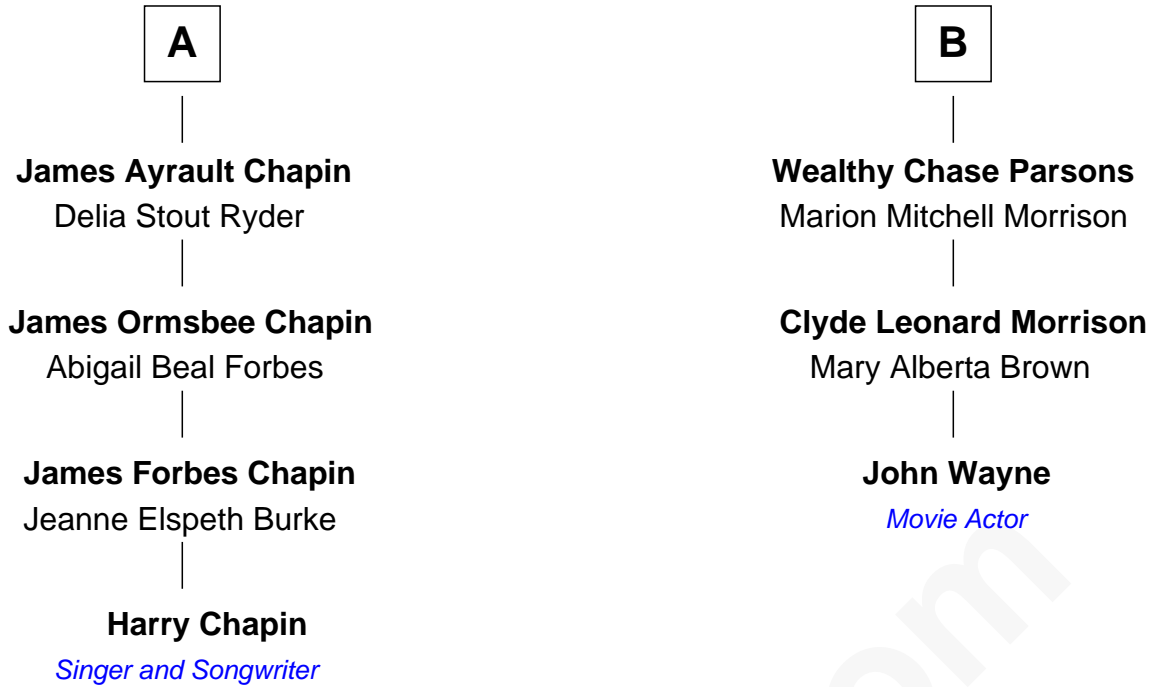 A
James Ayrault Chapin
Delia Stout Ryder
James Ormsbee Chapin
Abigail Beal Forbes
James Forbes Chapin
Jeanne Elspeth Burke
Harry Chapin
Singer and Songwriter
B
Wealthy Chase Parsons
Marion Mitchell Morrison
Clyde Leonard Morrison
Mary Alberta Brown
John Wayne
Movie Actor
om